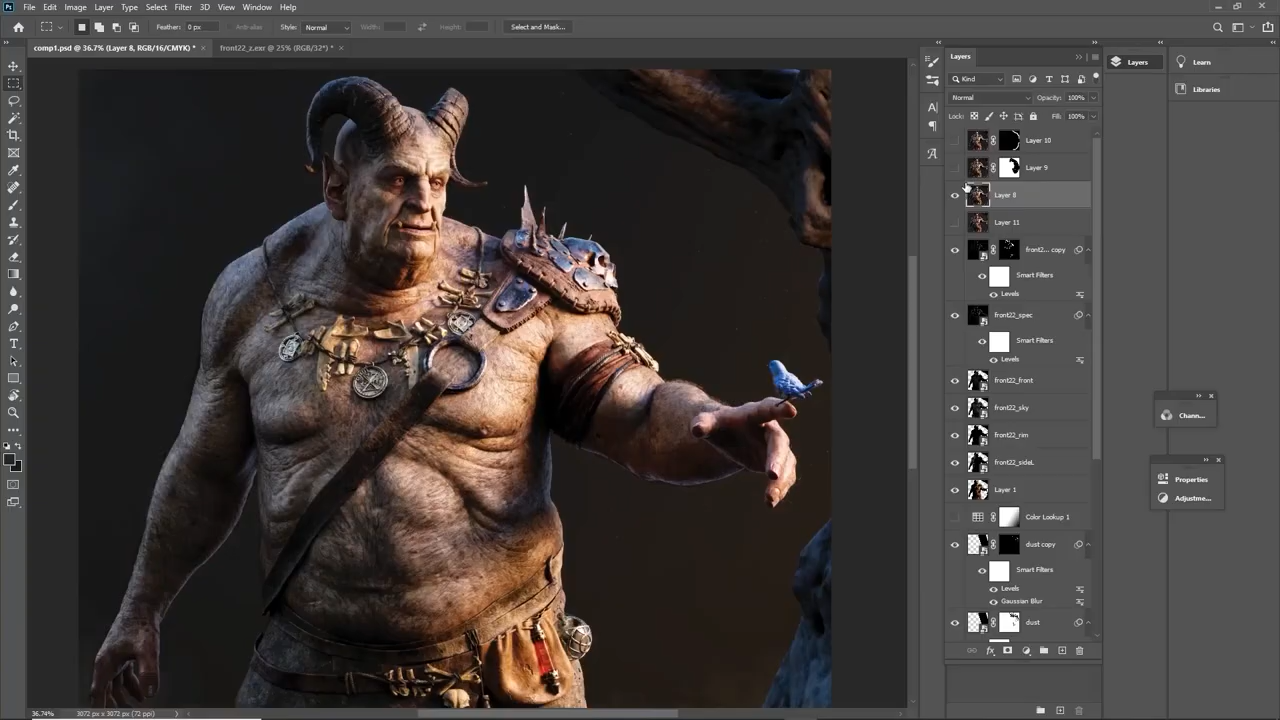 Ps File Edit Image Layer Type Select Filter 3D View Window Help
Feather: 0 px Anti-alias Style: Normal Width: Height: Select and Mask...
comp1.psd @ 36.7% (Layer 8, RGB/16/CMYK) * × front22_z.exr @ 25% (RGB/32*) * ×
Layers
Kind
Normal Opacity: 100%
Lock: Fill: 100%
Layer 10
Layer 9
Layer 8
Layer 11
front2... copy
Smart Filters
Levels
front22_spec
Smart Filters
Levels
front22_front
front22_sky
front22_rim
front22_sideL
Layer 1
Color Lookup 1
dust copy
Smart Filters
Levels
Gaussian Blur
dust
Layers
Learn
Libraries
Chann...
Properties
Adjustme...
36.74% 3072 px x 3072 px (72 ppi)